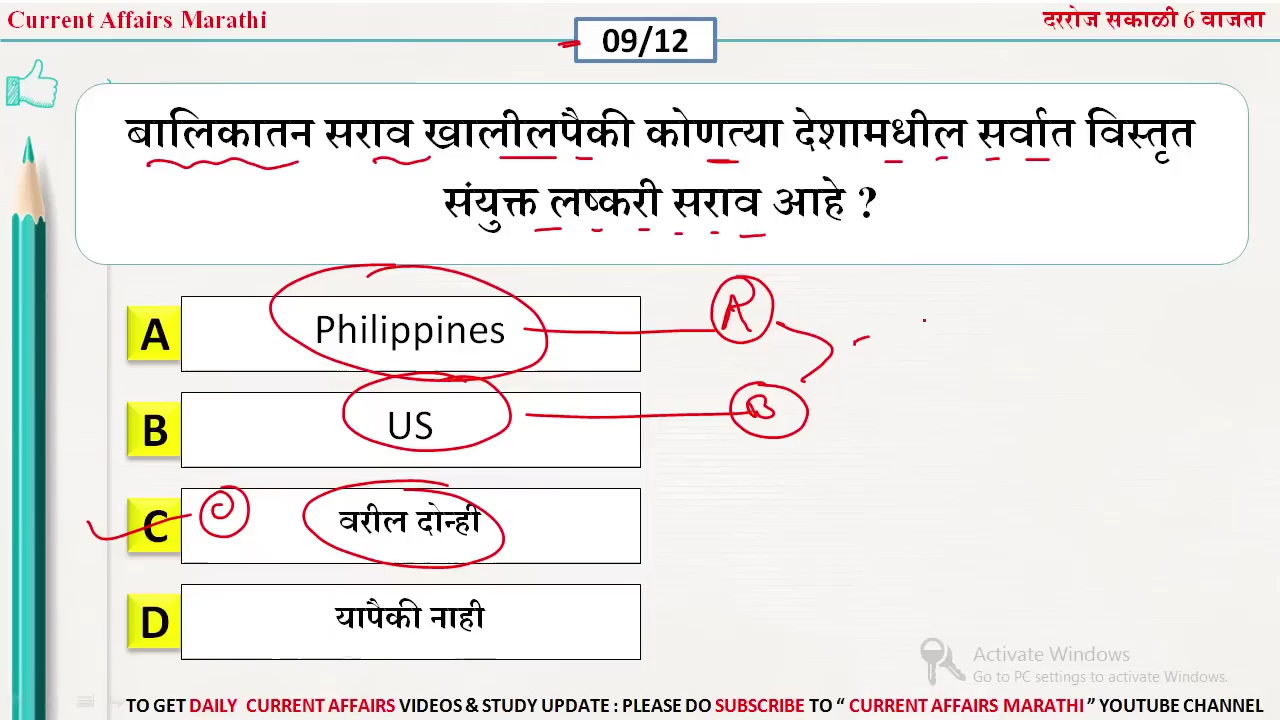 Current Affairs Marathi
दररोज सकाळी 6 वाजता
09/12
बालिकातन सराव खालीलपैकी कोणत्या देशामधील सर्वात विस्तृत
संयुक्त लष्करी सराव आहे ?
A Philippines
A
B US
B
C वरील दोन्ही
C
D यापैकी नाही
Activate Windows
Go to PC settings to activate Windows.
TO GET DAILY CURRENT AFFAIRS VIDEOS & STUDY UPDATE : PLEASE DO SUBSCRIBE TO “ CURRENT AFFAIRS MARATHI ” YOUTUBE CHANNEL